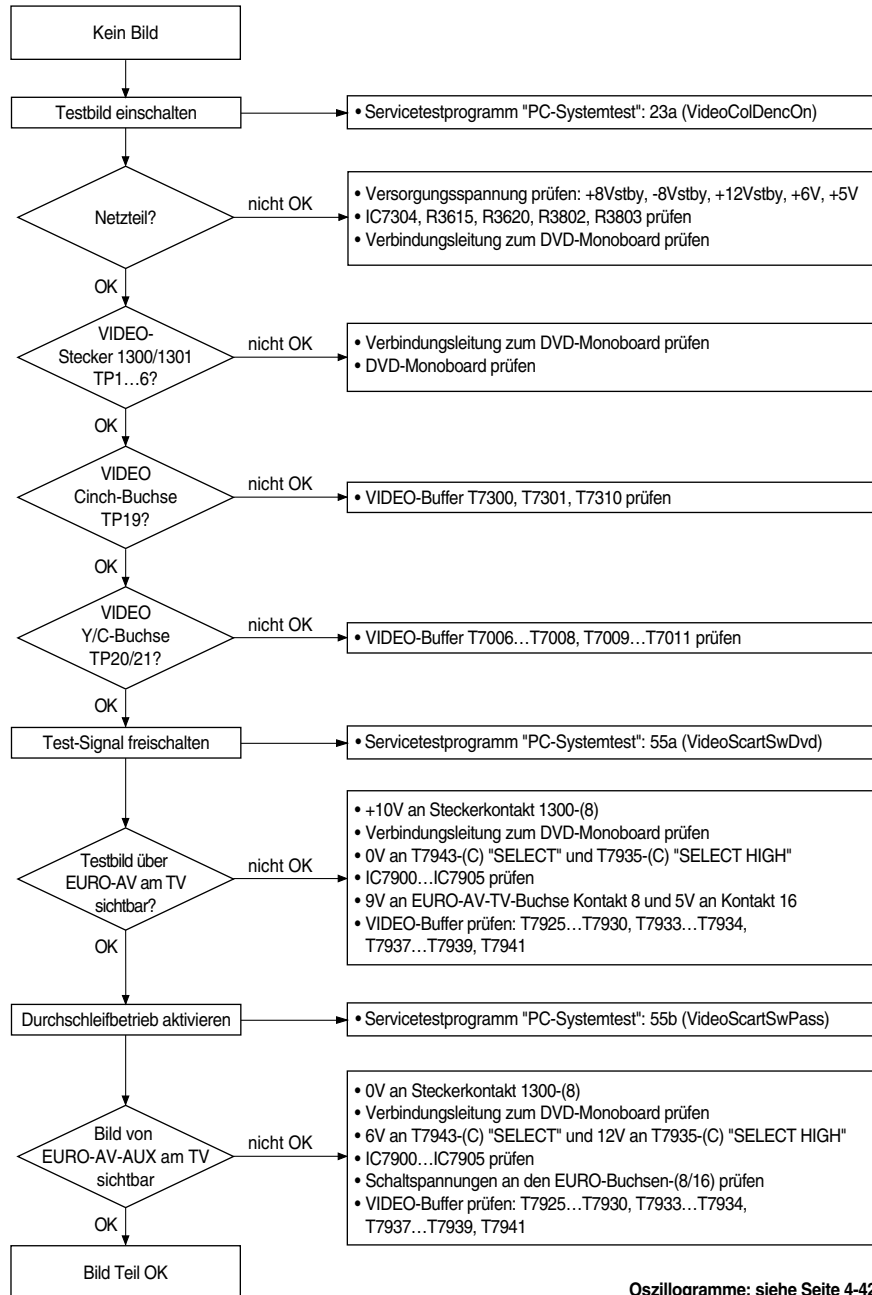 Kein Bild
Testbild einschalten
• Servicetestprogramm "PC-Systemtest": 23a (VideoColDencOn)
Netzteil?
nicht OK
• Versorgungsspannung prüfen: +8Vstby, -8Vstby, +12Vstby, +6V, +5V
• IC7304, R3615, R3620, R3802, R3803 prüfen
• Verbindungsleitung zum DVD-Monoboard prüfen
OK
VIDEO-
Stecker 1300/1301
TP1…6?
nicht OK
• Verbindungsleitung zum DVD-Monoboard prüfen
• DVD-Monoboard prüfen
OK
VIDEO
Cinch-Buchse
TP19?
nicht OK
• VIDEO-Buffer T7300, T7301, T7310 prüfen
OK
VIDEO
Y/C-Buchse
TP20/21?
nicht OK
• VIDEO-Buffer T7006…T7008, T7009…T7011 prüfen
OK
Test-Signal freischalten
• Servicetestprogramm "PC-Systemtest": 55a (VideoScartSwDvd)
Testbild über
EURO-AV am TV
sichtbar?
nicht OK
• +10V an Steckerkontakt 1300-(8)
• Verbindungsleitung zum DVD-Monoboard prüfen
• 0V an T7943-(C) "SELECT" und T7935-(C) "SELECT HIGH"
• IC7900…IC7905 prüfen
• 9V an EURO-AV-TV-Buchse Kontakt 8 und 5V an Kontakt 16
• VIDEO-Buffer prüfen: T7925…T7930, T7933…T7934,
T7937…T7939, T7941
OK
Durchschleifbetrieb aktivieren
• Servicetestprogramm "PC-Systemtest": 55b (VideoScartSwPass)
Bild von
EURO-AV-AUX am TV
sichtbar
nicht OK
• 0V an Steckerkontakt 1300-(8)
• Verbindungsleitung zum DVD-Monoboard prüfen
• 6V an T7943-(C) "SELECT" und 12V an T7935-(C) "SELECT HIGH"
• IC7900…IC7905 prüfen
• Schaltspannungen an den EURO-Buchsen-(8/16) prüfen
• VIDEO-Buffer prüfen: T7925…T7930, T7933…T7934,
T7937…T7939, T7941
OK
Bild Teil OK
Oszillogramme: siehe Seite 4-42